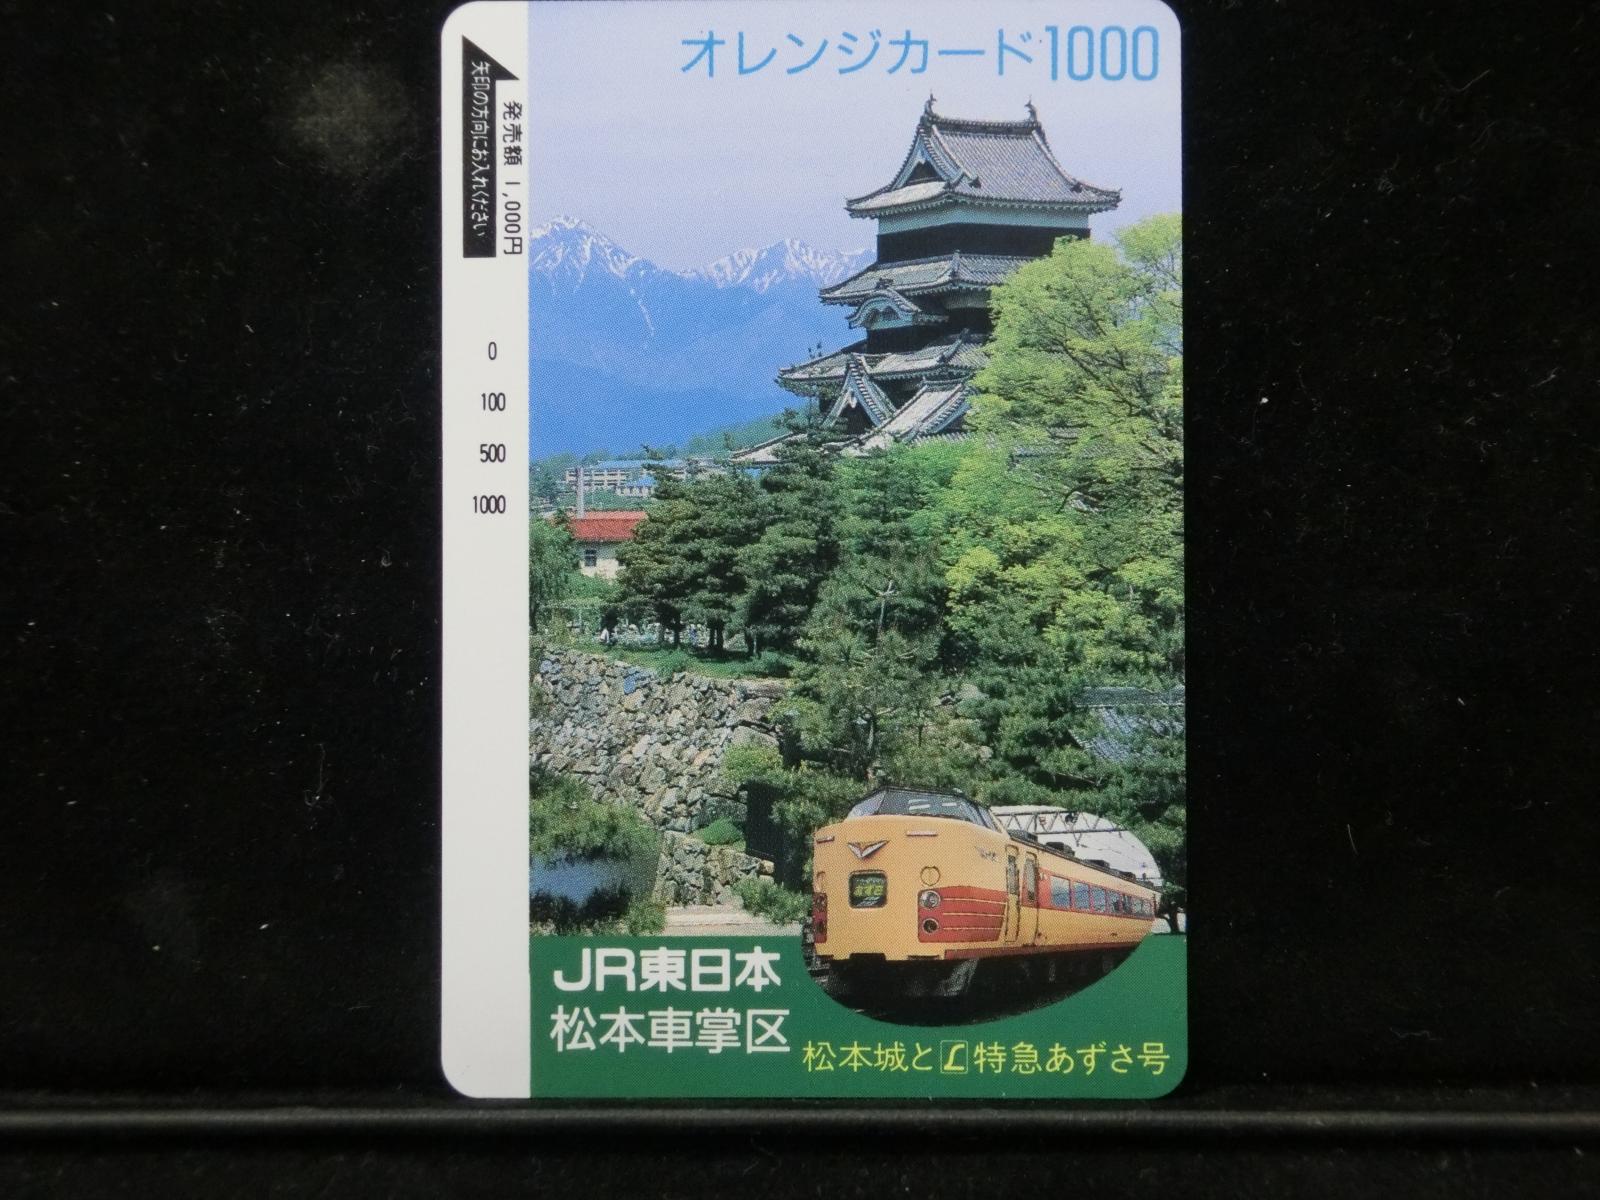 オレンジカード1000
矢印の方向にお入れください
発売額 1,000円
0
100
500
1000
あずさ
JR東日本
松本車掌区
松本城とL特急あずさ号